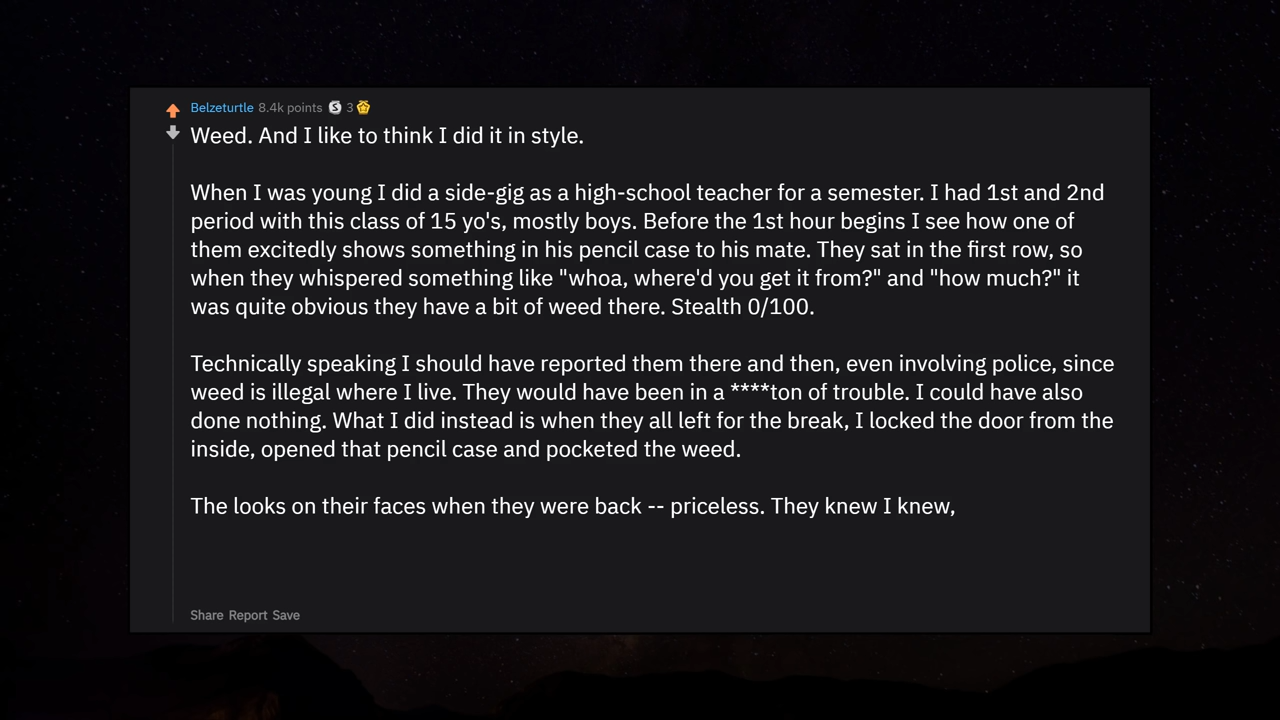 Belzeturtle 8.4k points S 3
Weed. And I like to think I did it in style.
When I was young I did a side-gig as a high-school teacher for a semester. I had 1st and 2nd
period with this class of 15 yo's, mostly boys. Before the 1st hour begins I see how one of
them excitedly shows something in his pencil case to his mate. They sat in the first row, so
when they whispered something like "whoa, where'd you get it from?" and "how much?" it
was quite obvious they have a bit of weed there. Stealth 0/100.
Technically speaking I should have reported them there and then, even involving police, since
weed is illegal where I live. They would have been in a ****ton of trouble. I could have also
done nothing. What I did instead is when they all left for the break, I locked the door from the
inside, opened that pencil case and pocketed the weed.
The looks on their faces when they were back -- priceless. They knew I knew,
Share Report Save